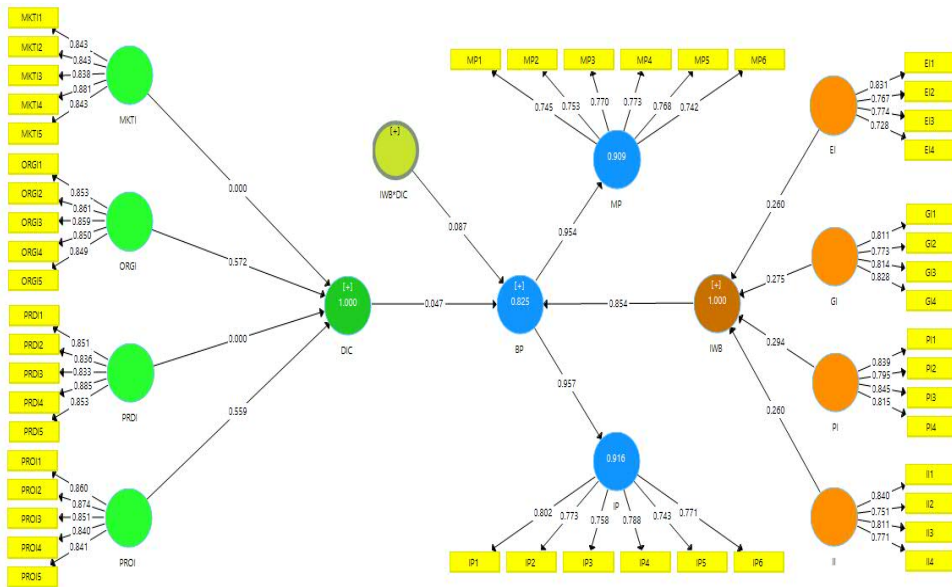 MKTI1
MKTI2
MKTI3
MKTI4
MKTI5
0.843
0.843
0.838
0.881
0.843
MKTI
ORGI1
ORGI2
ORGI3
ORGI4
ORGI5
0.853
0.861
0.859
0.850
0.849
ORGI
PRDI1
PRDI2
PRDI3
PRDI4
PRDI5
0.851
0.836
0.833
0.885
0.853
PRDI
PROI1
PROI2
PROI3
PROI4
PROI5
0.860
0.874
0.851
0.840
0.841
PROI
0.000
0.572
0.000
0.559
[+]
1.000
DIC
[+]
IWB*DIC
0.087
0.047
MP1
MP2
MP3
MP4
MP5
MP6
0.745
0.753
0.770
0.773
0.768
0.742
0.909
MP
0.954
[+]
0.825
BP
0.957
0.916
IP
0.802
0.773
0.758
0.788
0.743
0.771
IP1
IP2
IP3
IP4
IP5
IP6
0.854
[+]
1.000
IWB
0.260
0.275
0.294
0.260
EI
0.831
0.767
0.774
0.728
EI1
EI2
EI3
EI4
GI
0.811
0.773
0.814
0.828
GI1
GI2
GI3
GI4
PI
0.839
0.795
0.845
0.815
PI1
PI2
PI3
PI4
II
0.840
0.751
0.811
0.771
II1
II2
II3
II4